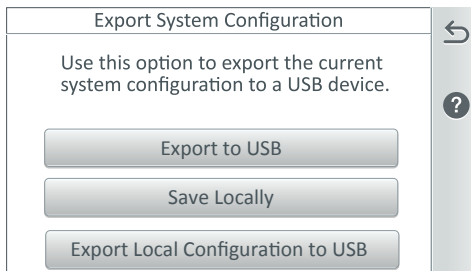 Export System Configuration
Use this option to export the current
system configuration to a USB device.
?
Export to USB
Save Locally
Export Local Configuration to USB